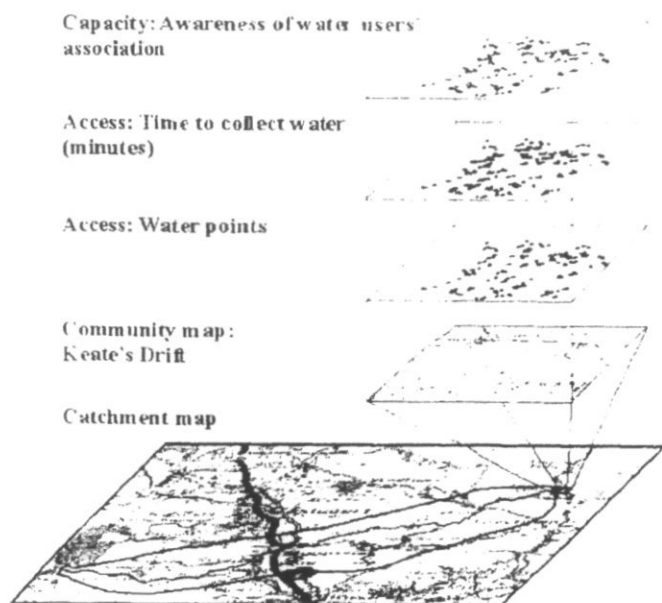 Capacity: Awareness of water users'
association
Access: Time to collect water
(minutes)
Access: Water points
Community map:
Keate's Drift
Catchment map